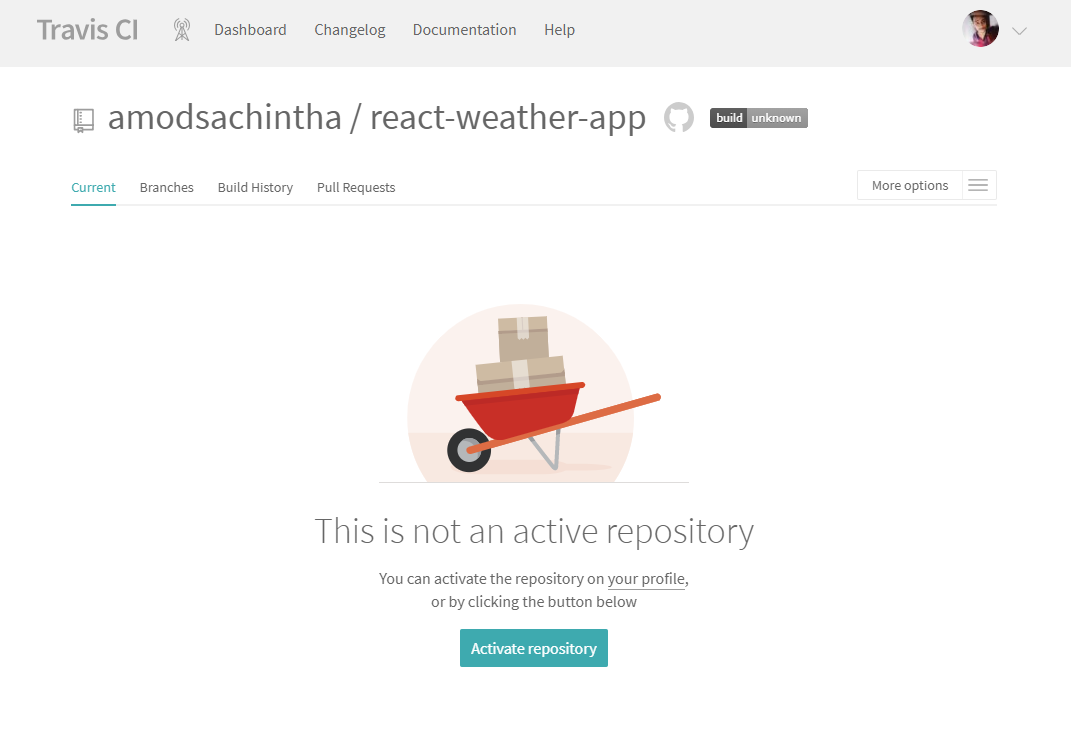 Travis CI Dashboard Changelog Documentation Help
amodsachintha / react-weather-app build unknown
Current Branches Build History Pull Requests More options
This is not an active repository
You can activate the repository on your profile,
or by clicking the button below
Activate repository